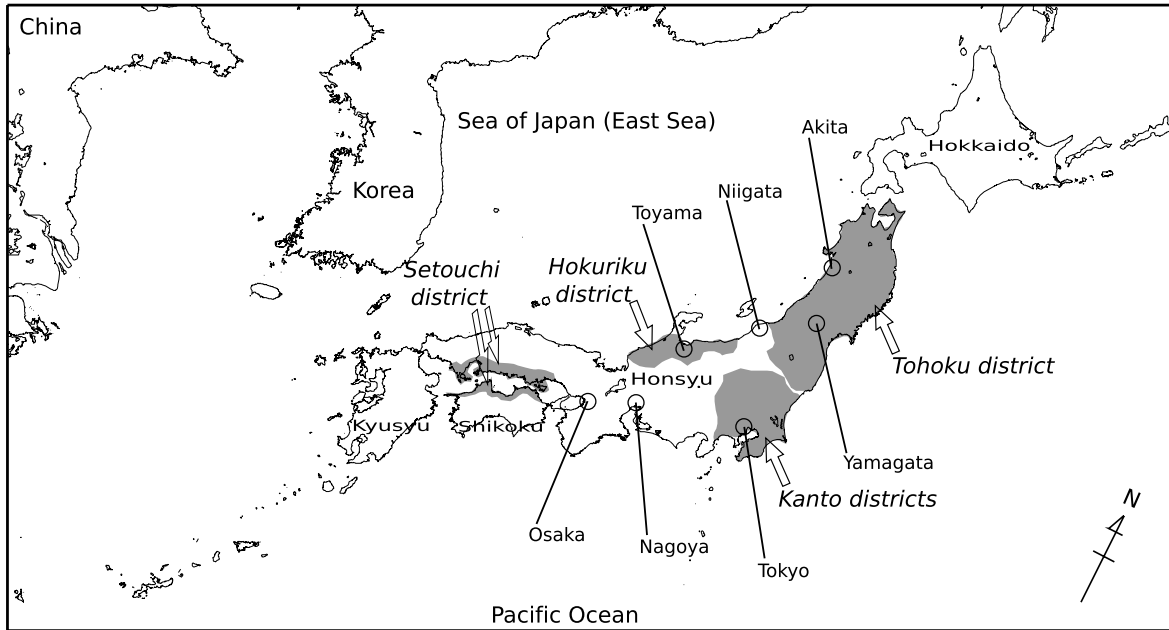 China
Sea of Japan (East Sea)
Akita
Hokkaido
Korea
Niigata
Toyama
Setouchi
district
Hokuriku
district
Tohoku district
Honsyu
Kyusyu
Shikoku
Yamagata
Kanto districts
Osaka
Nagoya
Tokyo
N
Pacific Ocean